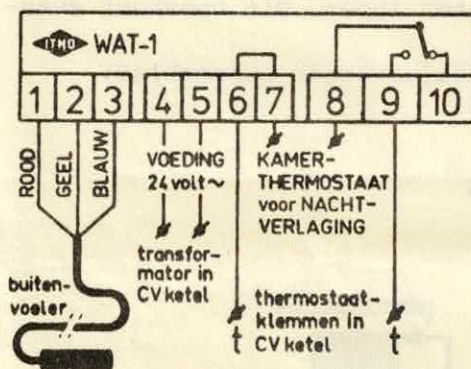 ITHO WAT-1
1 2 3 4 5 6 7 8 9 10
ROOD
GEEL
BLAUW
VOEDING
24 volt ~
KAMER-
THERMOSTAAT
voor NACHT-
VERLAGING
transfor-
mator in
CV ketel
buiten-
voeler
thermostaat-
klemmen in
CV ketel
t
t